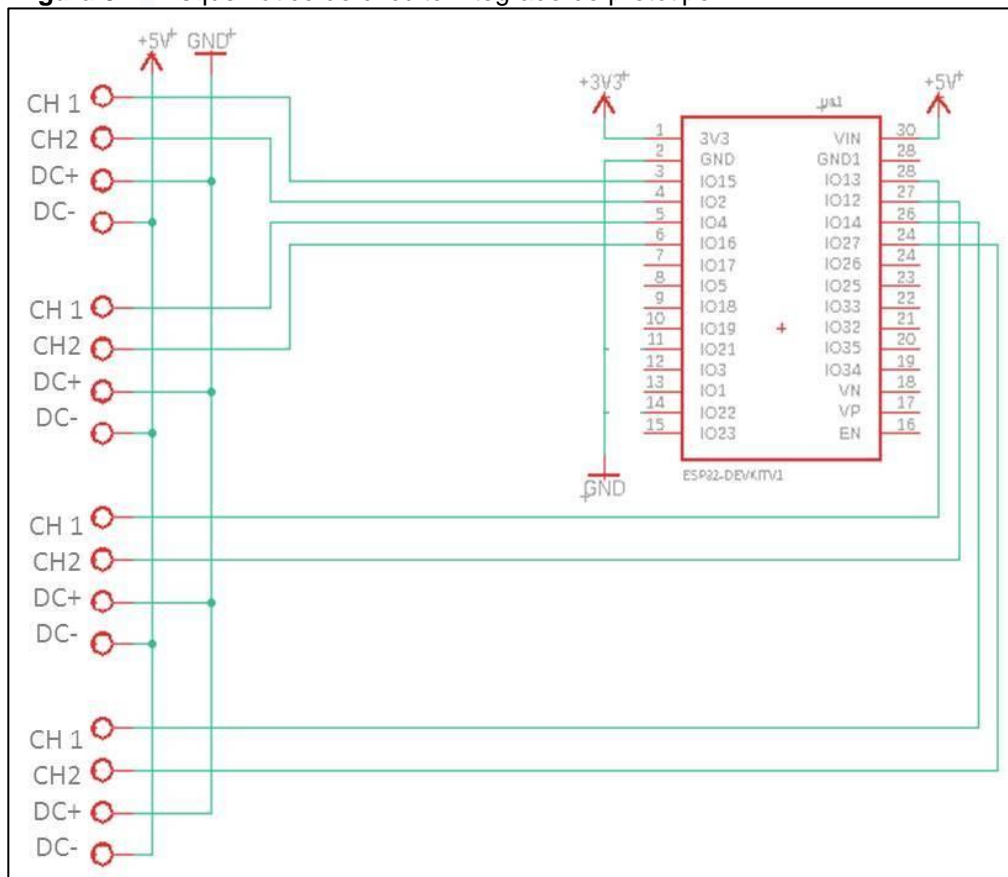 +5V
GND
CH 1
CH2
DC+
DC-
CH 1
CH2
DC+
DC-
CH 1
CH2
DC+
DC-
CH 1
CH2
DC+
DC-
+3V3
+5V
1 3V3 VIN 30
2 GND GND1 28
3 IO15 IO13 28
4 IO2 IO12 27
5 IO4 IO14 26
6 IO16 IO27 24
7 IO17 IO26 24
8 IO5 IO25 23
9 IO18 IO33 22
10 IO19 IO32 21
11 IO21 IO35 20
12 IO3 IO34 19
13 IO1 VN 18
14 IO22 VP 17
15 IO23 EN 16
ESP32-DEVKITV1
GND